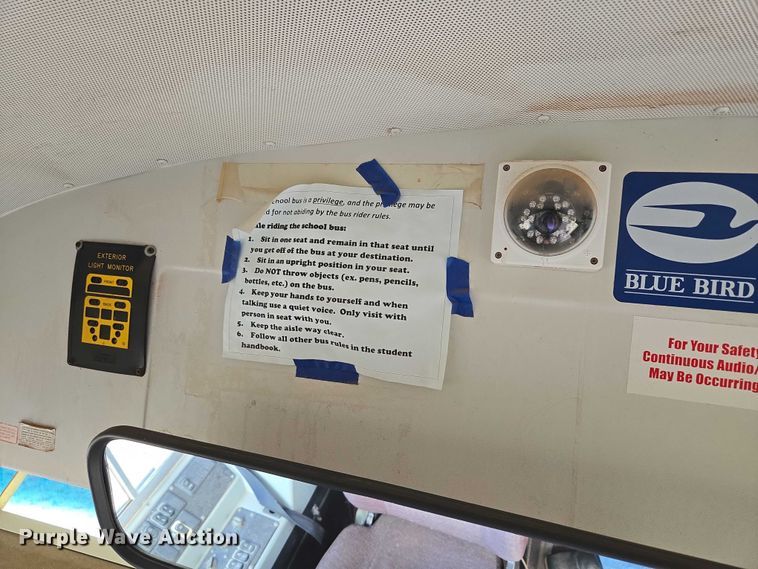 chool bus is a privilege, and the privilege may be
d for not abiding by the bus rider rules.
le riding the school bus:
1. Sit in one seat and remain in that seat until
you get off of the bus at your destination.
2. Sit in an upright position in your seat.
3. Do NOT throw objects (ex. pens, pencils,
bottles, etc.) on the bus.
4. Keep your hands to yourself and when
talking use a quiet voice. Only visit with
person in seat with you.
5. Keep the aisle way clear.
6. Follow all other bus rules in the student
handbook.
EXTERIOR
LIGHT MONITOR
BLUE BIRD
For Your Safety
Continuous Audio/
May Be Occurring
Purple Wave Auction